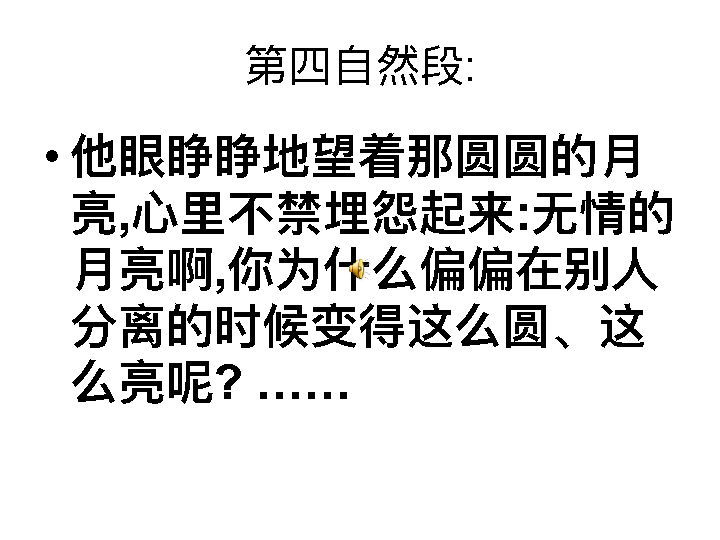 第四自然段:
• 他眼睁睁地望着那圆圆的月
亮,心里不禁埋怨起来:无情的
月亮啊,你为什么偏偏在别人
分离的时候变得这么圆、这
么亮呢? ……